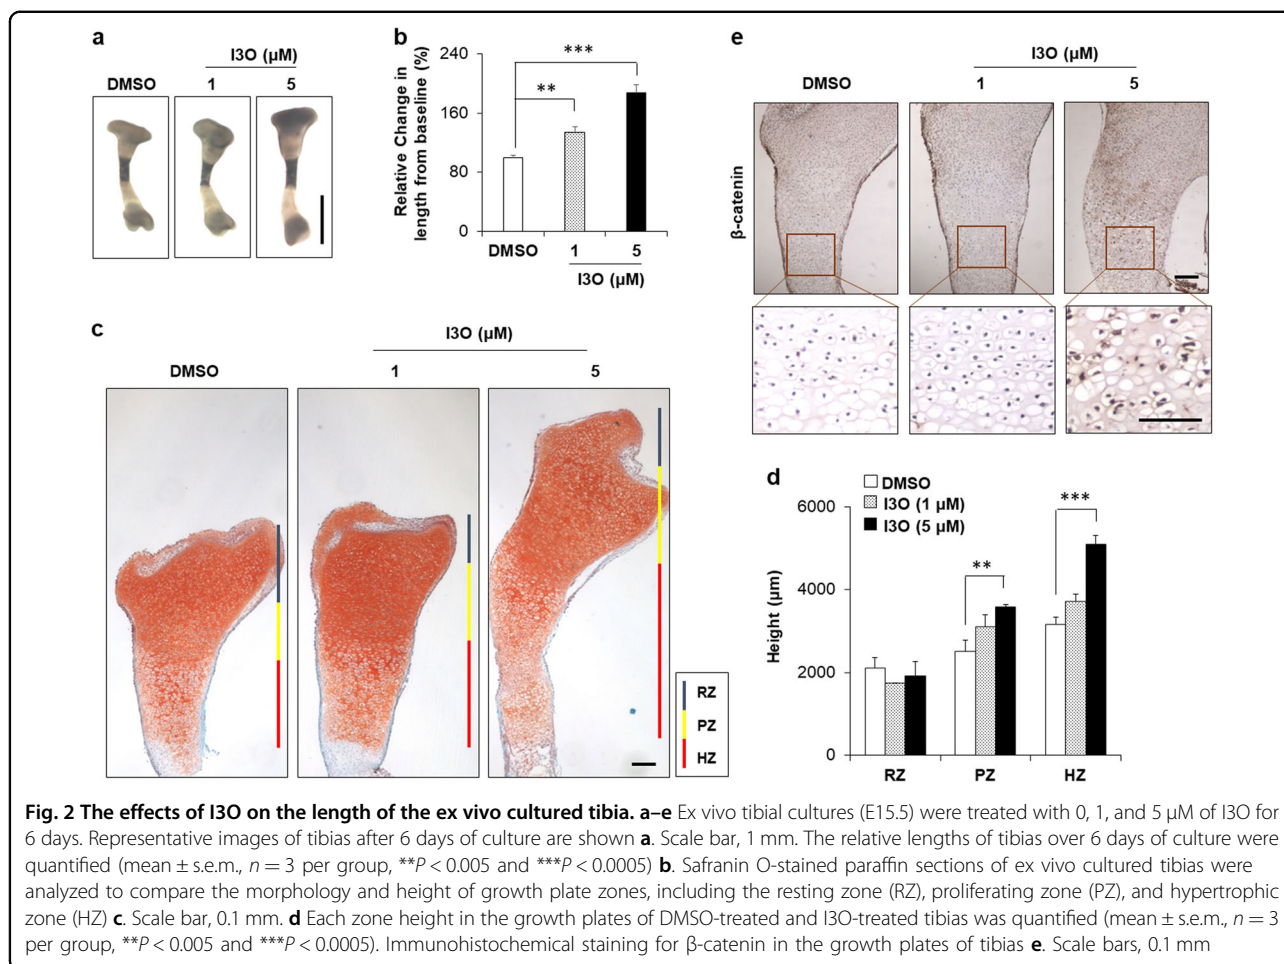 a
I3O (µM)
DMSO
1
5
b
Relative Change in
length from baseline (%)
240
160
80
0
***
**
DMSO
1
5
I3O (µM)
c
I3O (µM)
DMSO
1
5
RZ
PZ
HZ
e
I3O (µM)
DMSO
1
5
β-catenin
d
DMSO
I3O (1 µM)
I3O (5 µM)
Height (µm)
6000
4000
2000
0
**
***
RZ
PZ
HZ
Fig. 2 The effects of I3O on the length of the ex vivo cultured tibia. a–e Ex vivo tibial cultures (E15.5) were treated with 0, 1, and 5 µM of I3O for
6 days. Representative images of tibias after 6 days of culture are shown a. Scale bar, 1 mm. The relative lengths of tibias over 6 days of culture were
quantified (mean ± s.e.m., n = 3 per group, **P < 0.005 and ***P < 0.0005) b. Safranin O-stained paraffin sections of ex vivo cultured tibias were
analyzed to compare the morphology and height of growth plate zones, including the resting zone (RZ), proliferating zone (PZ), and hypertrophic
zone (HZ) c. Scale bar, 0.1 mm. d Each zone height in the growth plates of DMSO-treated and I3O-treated tibias was quantified (mean ± s.e.m., n = 3
per group, **P < 0.005 and ***P < 0.0005). Immunohistochemical staining for β-catenin in the growth plates of tibias e. Scale bars, 0.1 mm